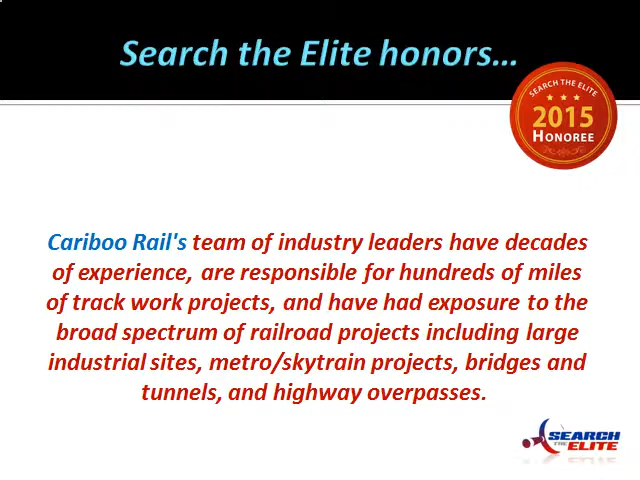 Search the Elite honors...
SEARCH THE ELITE
2015
HONOREE
Cariboo Rail's team of industry leaders have decades
of experience, are responsible for hundreds of miles
of track work projects, and have had exposure to the
broad spectrum of railroad projects including large
industrial sites, metro/skytrain projects, bridges and
tunnels, and highway overpasses.
SEARCH
THE ELITE